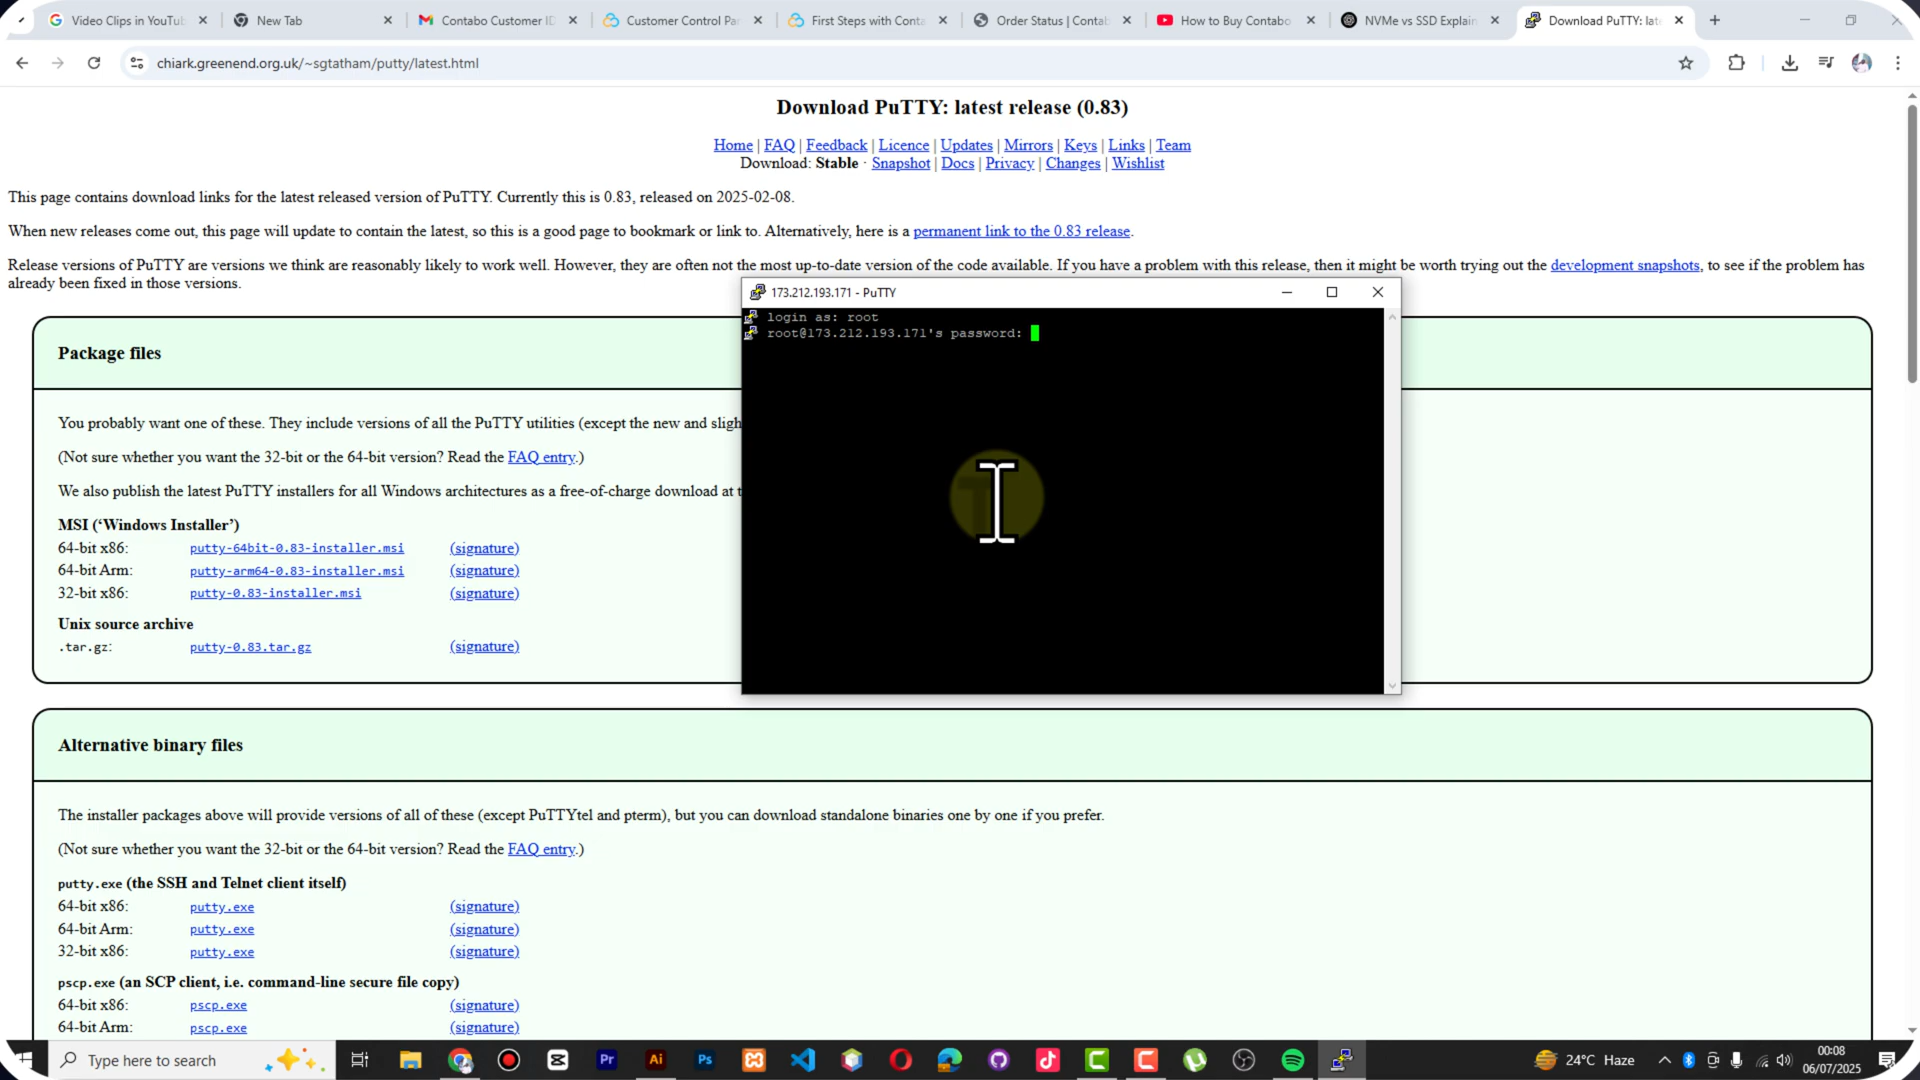 Video Clips in YouTu
New Tab
Contabo Customer ID
Customer Control Pa
First Steps with Conta
Order Status | Contab
How to Buy Contabo
NVMe vs SSD Explain
Download PuTTY: late
chiark.greenend.org.uk/~sgtatham/putty/latest.html
Download PuTTY: latest release (0.83)
Home | FAQ | Feedback | Licence | Updates | Mirrors | Keys | Links | Team
Download: Stable · Snapshot | Docs | Privacy | Changes | Wishlist
This page contains download links for the latest released version of PuTTY. Currently this is 0.83, released on 2025-02-08.
When new releases come out, this page will update to contain the latest, so this is a good page to bookmark or link to. Alternatively, here is a permanent link to the 0.83 release.
Release versions of PuTTY are versions we think are reasonably likely to work well. However, they are often not the most up-to-date version of the code available. If you have a problem with this release, then it might be worth trying out the development snapshots, to see if the problem has
already been fixed in those versions.
173.212.193.171 - PuTTY
login as: root
root@173.212.193.171's password:
Package files
You probably want one of these. They include versions of all the PuTTY utilities (except the new and sligh
(Not sure whether you want the 32-bit or the 64-bit version? Read the FAQ entry.)
We also publish the latest PuTTY installers for all Windows architectures as a free-of-charge download at t
MSI (‘Windows Installer’)
64-bit x86: putty-64bit-0.83-installer.msi (signature)
64-bit Arm: putty-arm64-0.83-installer.msi (signature)
32-bit x86: putty-0.83-installer.msi (signature)
Unix source archive
.tar.gz: putty-0.83.tar.gz (signature)
Alternative binary files
The installer packages above will provide versions of all of these (except PuTTYtel and pterm), but you can download standalone binaries one by one if you prefer.
(Not sure whether you want the 32-bit or the 64-bit version? Read the FAQ entry.)
putty.exe (the SSH and Telnet client itself)
64-bit x86: putty.exe (signature)
64-bit Arm: putty.exe (signature)
32-bit x86: putty.exe (signature)
pscp.exe (an SCP client, i.e. command-line secure file copy)
64-bit x86: pscp.exe (signature)
64-bit Arm: pscp.exe (signature)
Type here to search
Pr
Ai
Ps
24°C Haze
00:08
06/07/2025